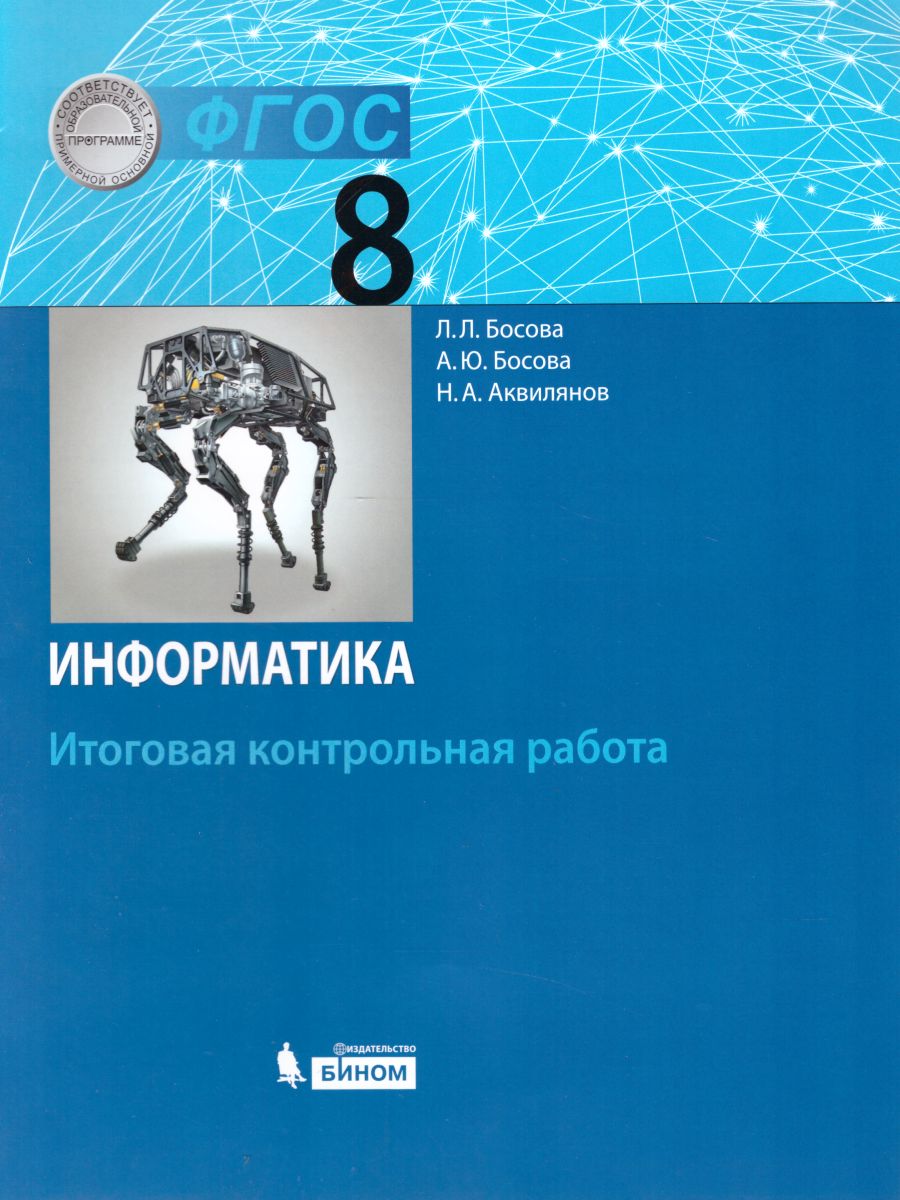 СООТВЕТСТВУЕТ
ПРИМЕРНОЙ ОСНОВНОЙ
ОБРАЗОВАТЕЛЬНОЙ
ПРОГРАММЕ
ФГОС
8
Л. Л. Босова
А. Ю. Босова
Н. А. Аквилянов
ИНФОРМАТИКА
Итоговая контрольная работа
ИЗДАТЕЛЬСТВО
БИНОМ